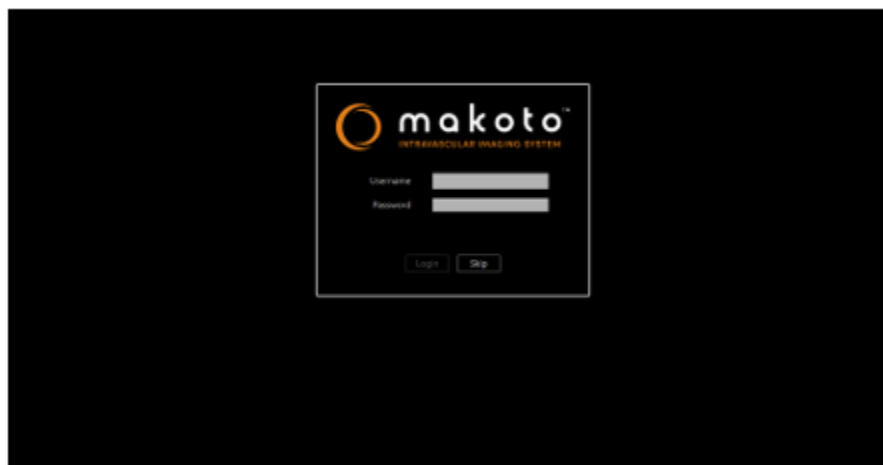 makoto™
INTRAVASCULAR IMAGING SYSTEM
Username
Password
Login Skip